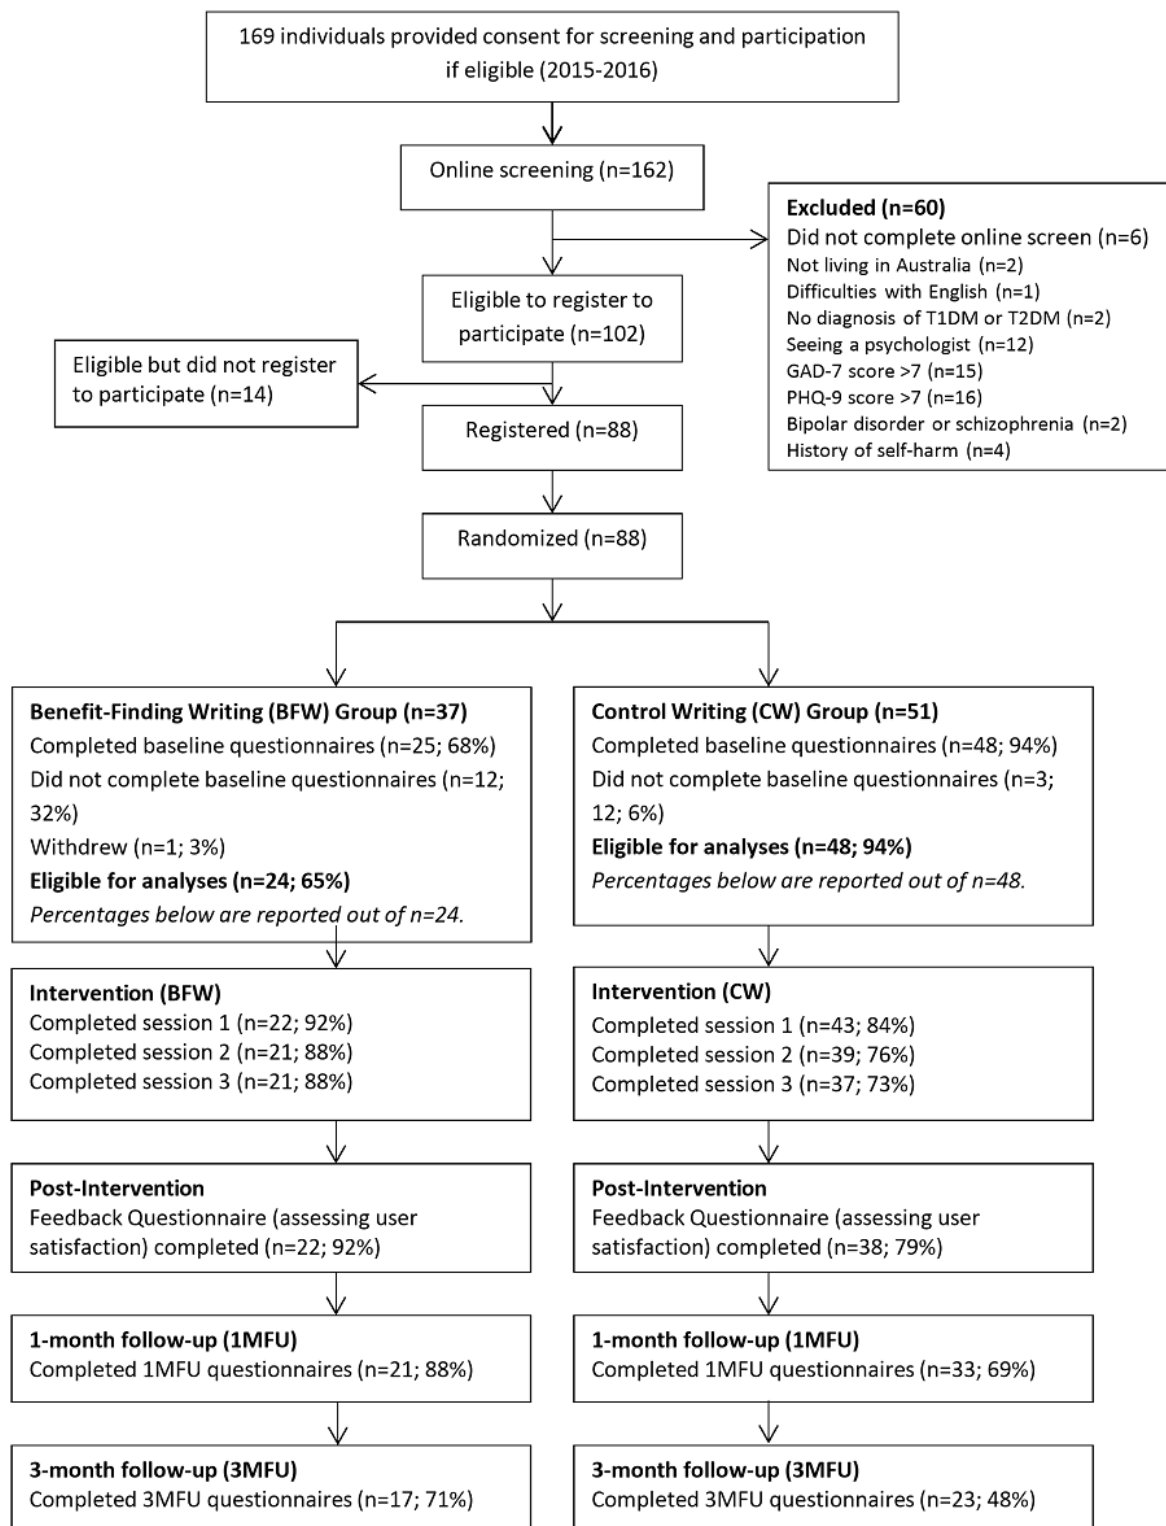 169 individuals provided consent for screening and participation
if eligible (2015-2016)
Online screening (n=162)
Excluded (n=60)
Did not complete online screen (n=6)
Not living in Australia (n=2)
Difficulties with English (n=1)
No diagnosis of T1DM or T2DM (n=2)
Seeing a psychologist (n=12)
GAD-7 score >7 (n=15)
PHQ-9 score >7 (n=16)
Bipolar disorder or schizophrenia (n=2)
History of self-harm (n=4)
Eligible to register to
participate (n=102)
Eligible but did not register
to participate (n=14)
Registered (n=88)
Randomized (n=88)
Benefit-Finding Writing (BFW) Group (n=37)
Completed baseline questionnaires (n=25; 68%)
Did not complete baseline questionnaires (n=12;
32%)
Withdrew (n=1; 3%)
Eligible for analyses (n=24; 65%)
Percentages below are reported out of n=24.
Control Writing (CW) Group (n=51)
Completed baseline questionnaires (n=48; 94%)
Did not complete baseline questionnaires (n=3;
12; 6%)
Eligible for analyses (n=48; 94%)
Percentages below are reported out of n=48.
Intervention (BFW)
Completed session 1 (n=22; 92%)
Completed session 2 (n=21; 88%)
Completed session 3 (n=21; 88%)
Intervention (CW)
Completed session 1 (n=43; 84%)
Completed session 2 (n=39; 76%)
Completed session 3 (n=37; 73%)
Post-Intervention
Feedback Questionnaire (assessing user
satisfaction) completed (n=22; 92%)
Post-Intervention
Feedback Questionnaire (assessing user
satisfaction) completed (n=38; 79%)
1-month follow-up (1MFU)
Completed 1MFU questionnaires (n=21; 88%)
1-month follow-up (1MFU)
Completed 1MFU questionnaires (n=33; 69%)
3-month follow-up (3MFU)
Completed 3MFU questionnaires (n=17; 71%)
3-month follow-up (3MFU)
Completed 3MFU questionnaires (n=23; 48%)